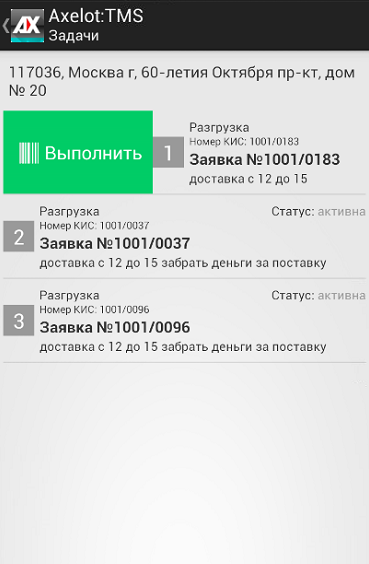 Axelot:TMS
Задачи
117036, Москва г, 60-летия Октября пр-кт, дом
№ 20
Выполнить
1
Разгрузка
Номер КИС: 1001/0183
Заявка №1001/0183
доставка с 12 до 15
2
Разгрузка Статус: активна
Номер КИС: 1001/0037
Заявка №1001/0037
доставка с 12 до 15 забрать деньги за поставку
3
Разгрузка Статус: активна
Номер КИС: 1001/0096
Заявка №1001/0096
доставка с 12 до 15 забрать деньги за поставку